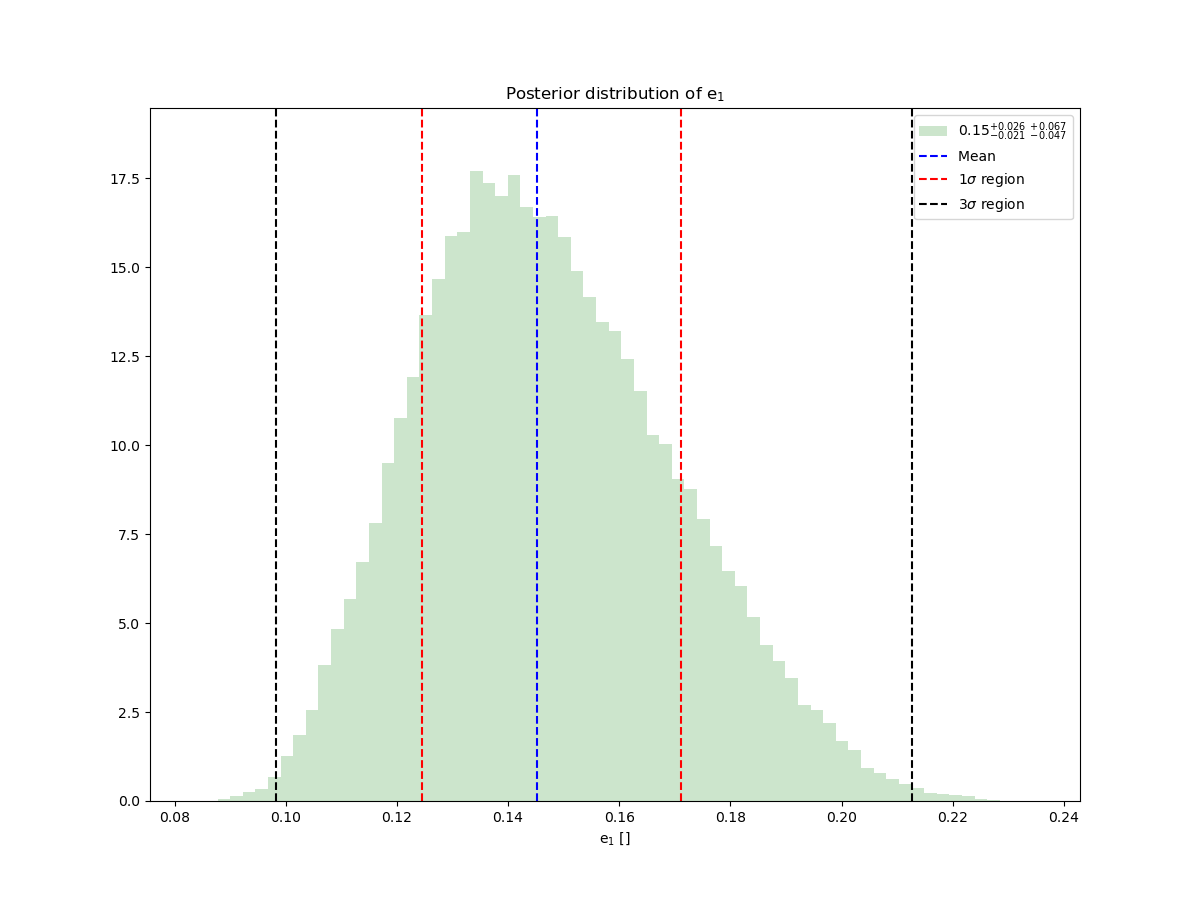 Posterior distribution of e₁
0.15⁺⁰·⁰²⁶₋₀.₀₂₁ ⁺⁰·⁰⁶⁷₋₀.₀₄₇
Mean
1σ region
3σ region
17.5
15.0
12.5
10.0
7.5
5.0
2.5
0.0
0.08 0.10 0.12 0.14 0.16 0.18 0.20 0.22 0.24
e₁ []